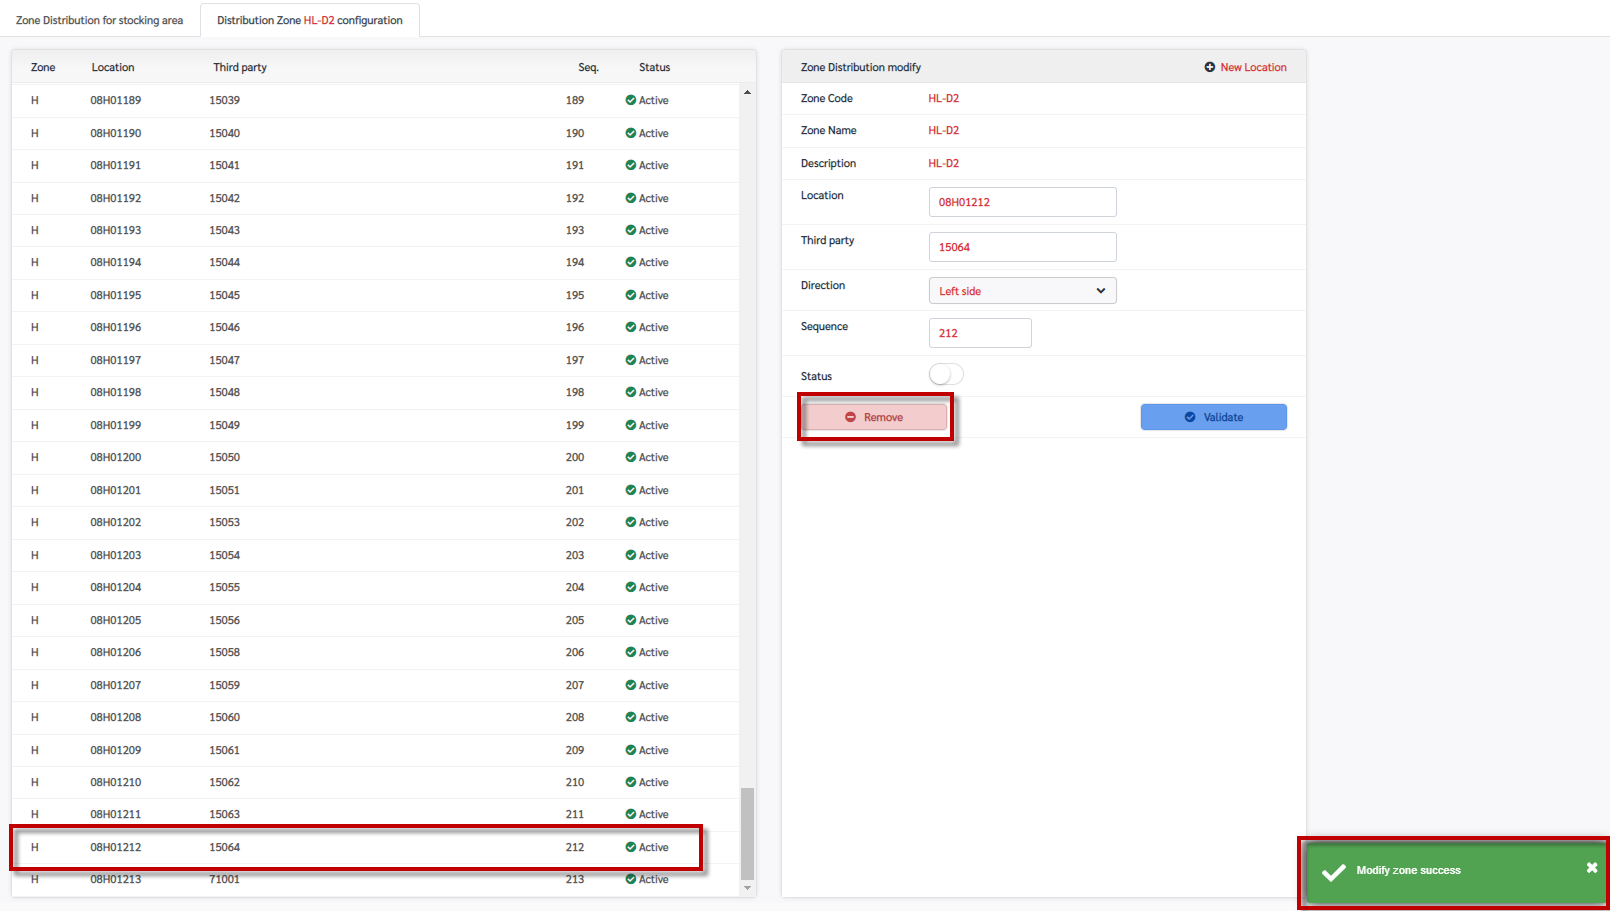 Zone Distribution for stocking area
Distribution Zone HL-D2 configuration
Zone Location Third party Seq. Status
H 08H01189 15039 189 Active
H 08H01190 15040 190 Active
H 08H01191 15041 191 Active
H 08H01192 15042 192 Active
H 08H01193 15043 193 Active
H 08H01194 15044 194 Active
H 08H01195 15045 195 Active
H 08H01196 15046 196 Active
H 08H01197 15047 197 Active
H 08H01198 15048 198 Active
H 08H01199 15049 199 Active
H 08H01200 15050 200 Active
H 08H01201 15051 201 Active
H 08H01202 15053 202 Active
H 08H01203 15054 203 Active
H 08H01204 15055 204 Active
H 08H01205 15056 205 Active
H 08H01206 15058 206 Active
H 08H01207 15059 207 Active
H 08H01208 15060 208 Active
H 08H01209 15061 209 Active
H 08H01210 15062 210 Active
H 08H01211 15063 211 Active
H 08H01212 15064 212 Active
H 08H01213 71001 213 Active
Zone Distribution modify New Location
Zone Code HL-D2
Zone Name HL-D2
Description HL-D2
Location 08H01212
Third party 15064
Direction Left side
Sequence 212
Status
Remove Validate
Modify zone success